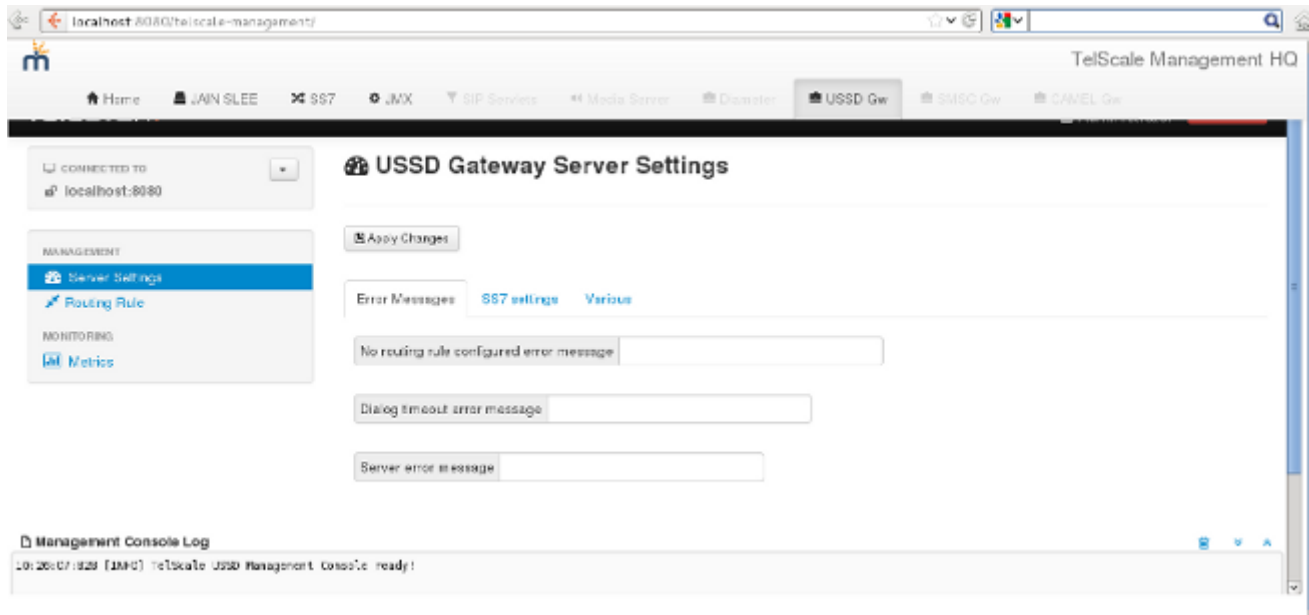 localhost:8080/telscale-management/
TelScale Management HQ
Home JAIN SLEE SS7 JMX SIP Servlets Media Server Diameter USSD Gw SMSC Gw CAMEL Gw
CONNECTED TO
localhost:8080
USSD Gateway Server Settings
Apply Changes
MANAGEMENT
Server Settings
Routing Rule
MONITORING
Metrics
Error Messages SS7 settings Various
No routing rule configured error message
Dialog timeout error message
Server error message
Management Console Log
[INFO] TelScale USSD Management Console ready!